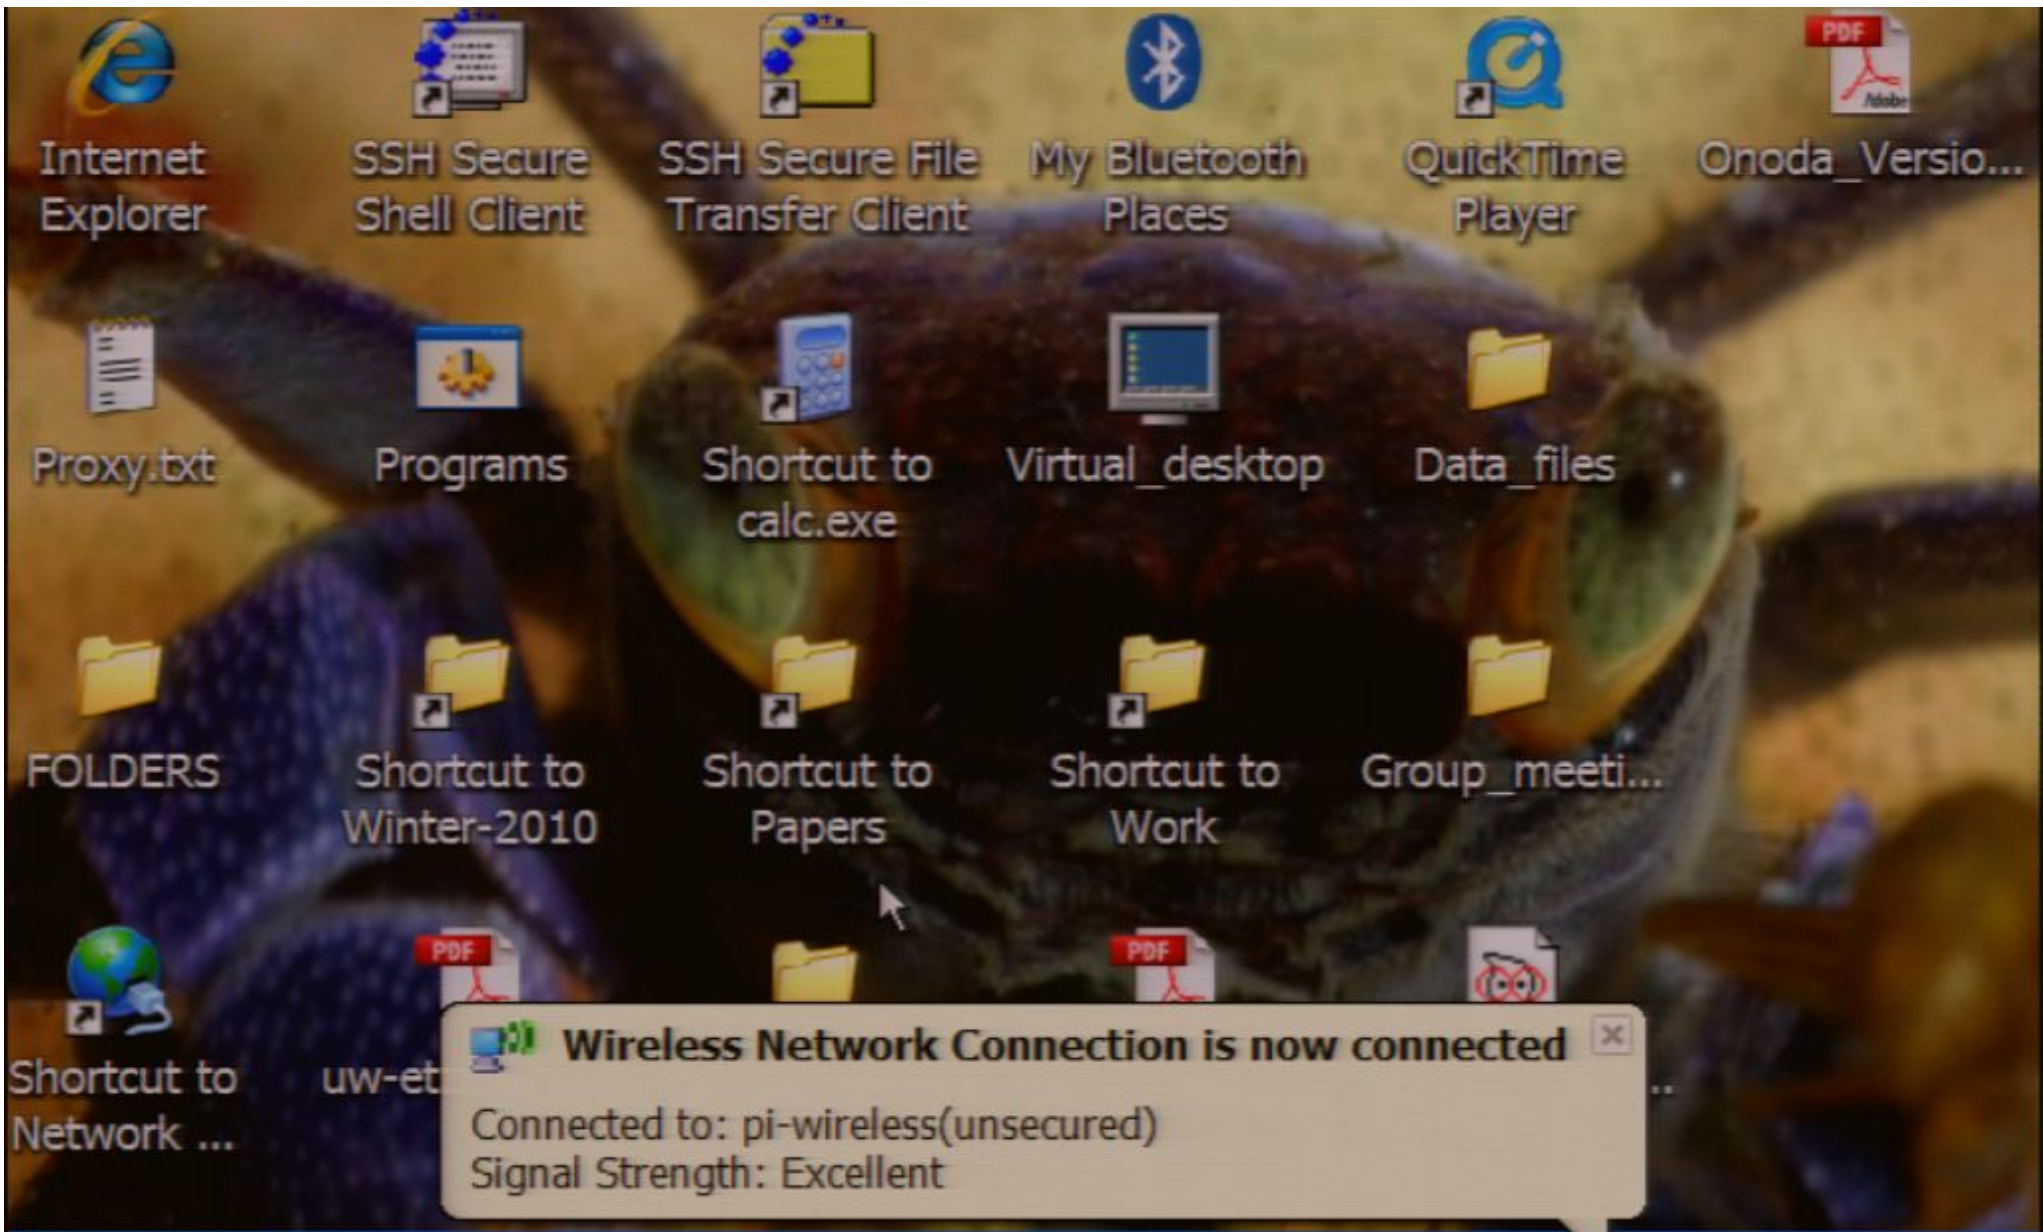 PDF
Adobe
Internet
Explorer
SSH Secure
Shell Client
SSH Secure File
Transfer Client
My Bluetooth
Places
QuickTime
Player
Onoda_Versio...
Proxy.txt
Programs
Shortcut to
calc.exe
Virtual_desktop
Data_files
FOLDERS
Shortcut to
Winter-2010
Shortcut to
Papers
Shortcut to
Work
Group_meeti...
PDF
PDF
Shortcut to
Network ...
uw-et
Wireless Network Connection is now connected
Connected to: pi-wireless(unsecured)
Signal Strength: Excellent